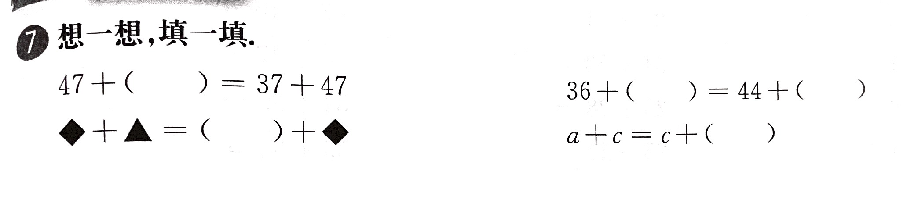 7 想一想,填一填.
47+(　　)=37+47
36+(　　)=44+(　　)
◆+▲=(　　)+◆
a+c=c+(　　)